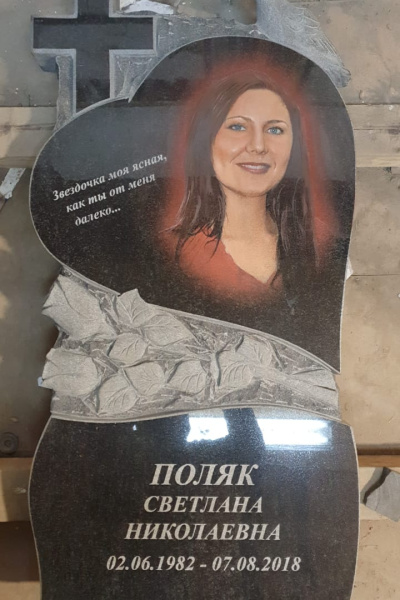 Звездочка моя ясная,
как ты от меня
далеко...
ПОЛЯК
СВЕТЛАНА
НИКОЛАЕВНА
02.06.1982 - 07.08.2018